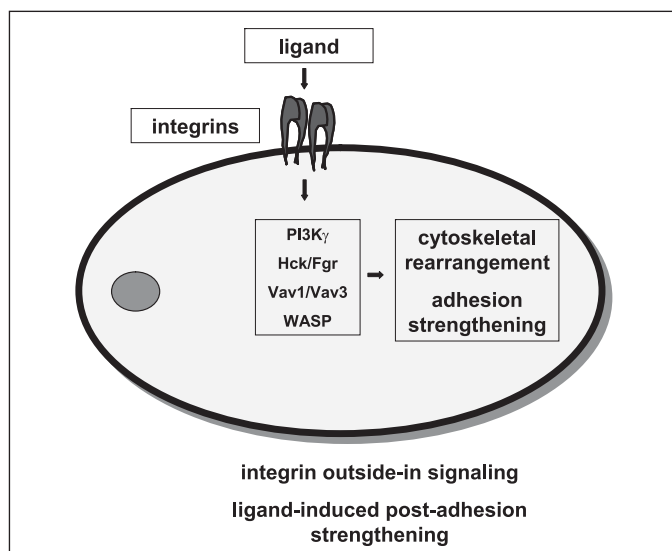 ligand
integrins
PI3Kγ
Hck/Fgr
Vav1/Vav3
WASP
cytoskeletal
rearrangement
adhesion
strengthening
integrin outside-in signaling
ligand-induced post-adhesion
strengthening